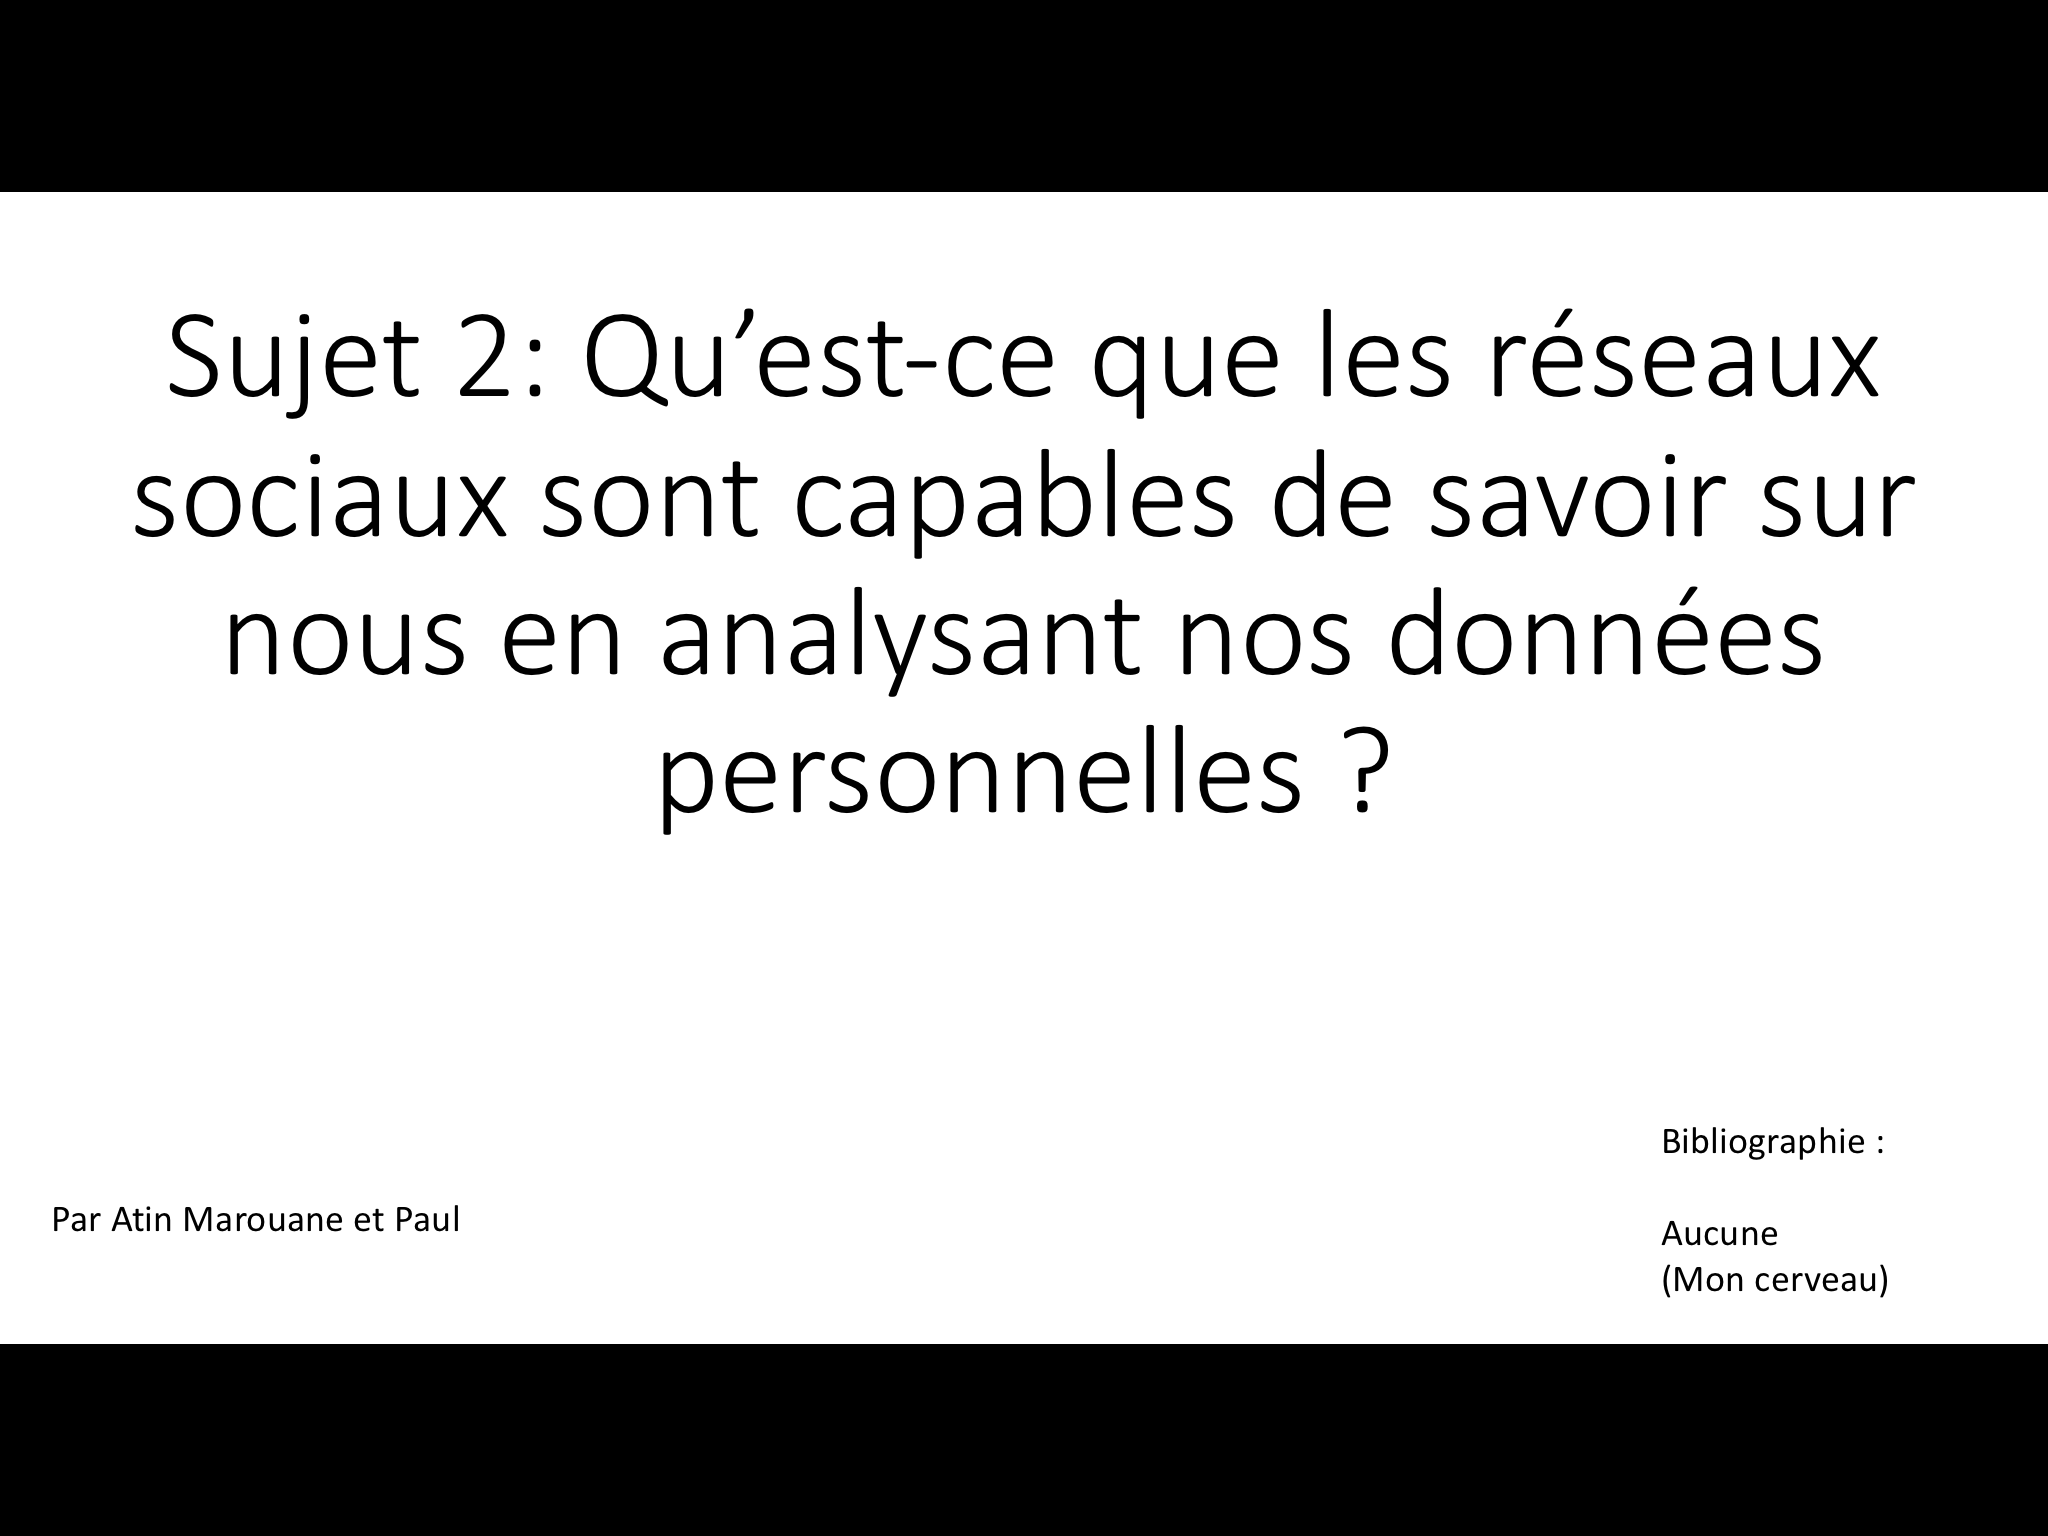 Sujet 2: Qu’est-ce que les réseaux
sociaux sont capables de savoir sur
nous en analysant nos données
personnelles ?
Par Atin Marouane et Paul
Bibliographie :
Aucune
(Mon cerveau)